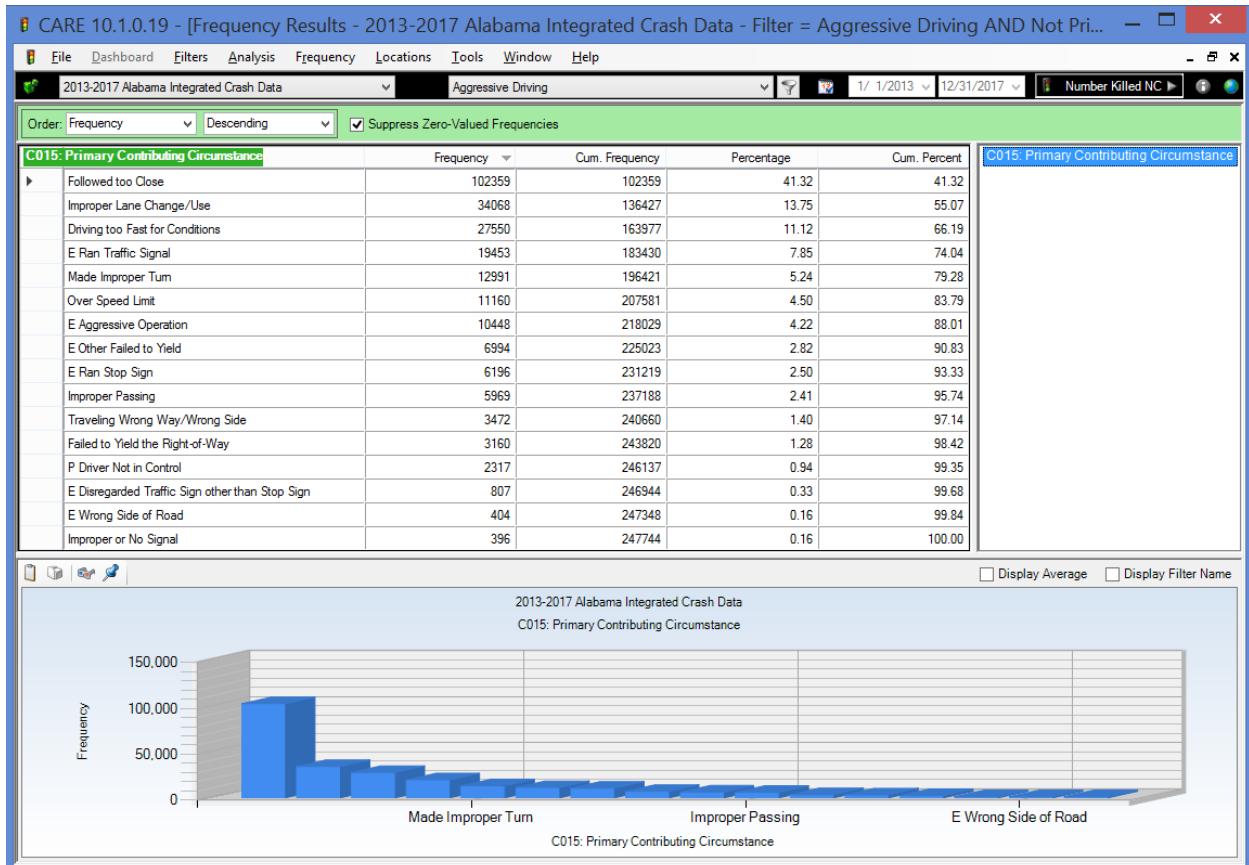 CARE 10.1.0.19 - [Frequency Results - 2013-2017 Alabama Integrated Crash Data - Filter = Aggressive Driving AND Not Pri...
File Dashboard Filters Analysis Frequency Locations Tools Window Help
2013-2017 Alabama Integrated Crash Data Aggressive Driving 1/ 1/2013 12/31/2017 Number Killed NC
Order: Frequency Descending Suppress Zero-Valued Frequencies
C015: Primary Contributing Circumstance Frequency Cum. Frequency Percentage Cum. Percent C015: Primary Contributing Circumstance
Followed too Close 102359 102359 41.32 41.32
Improper Lane Change/Use 34068 136427 13.75 55.07
Driving too Fast for Conditions 27550 163977 11.12 66.19
E Ran Traffic Signal 19453 183430 7.85 74.04
Made Improper Turn 12991 196421 5.24 79.28
Over Speed Limit 11160 207581 4.50 83.79
E Aggressive Operation 10448 218029 4.22 88.01
E Other Failed to Yield 6994 225023 2.82 90.83
E Ran Stop Sign 6196 231219 2.50 93.33
Improper Passing 5969 237188 2.41 95.74
Traveling Wrong Way/Wrong Side 3472 240660 1.40 97.14
Failed to Yield the Right-of-Way 3160 243820 1.28 98.42
P Driver Not in Control 2317 246137 0.94 99.35
E Disregarded Traffic Sign other than Stop Sign 807 246944 0.33 99.68
E Wrong Side of Road 404 247348 0.16 99.84
Improper or No Signal 396 247744 0.16 100.00
Display Average Display Filter Name
2013-2017 Alabama Integrated Crash Data
C015: Primary Contributing Circumstance
150,000
100,000
50,000
0
Frequency
Made Improper Turn Improper Passing E Wrong Side of Road
C015: Primary Contributing Circumstance